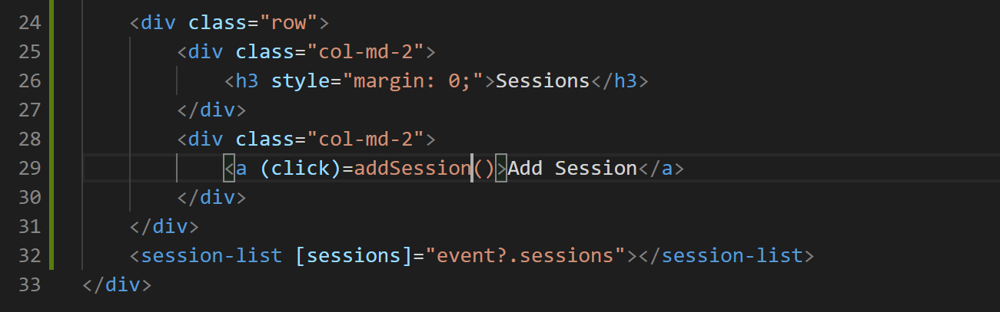 24 <div class="row">
25 <div class="col-md-2">
26 <h3 style="margin: 0;">Sessions</h3>
27 </div>
28 <div class="col-md-2">
29 <a (click)=addSession()>Add Session</a>
30 </div>
31 </div>
32 <session-list [sessions]="event?.sessions"></session-list>
33 </div>